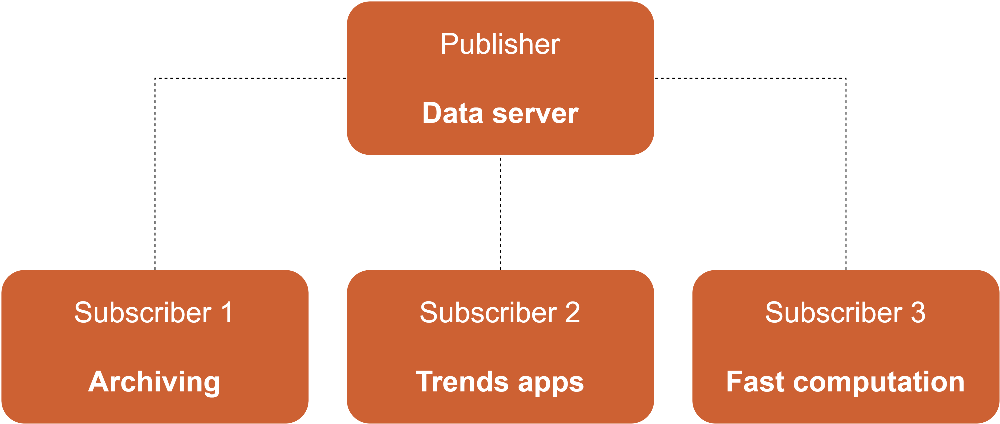 Publisher
Data server
Subscriber 1
Archiving
Subscriber 2
Trends apps
Subscriber 3
Fast computation